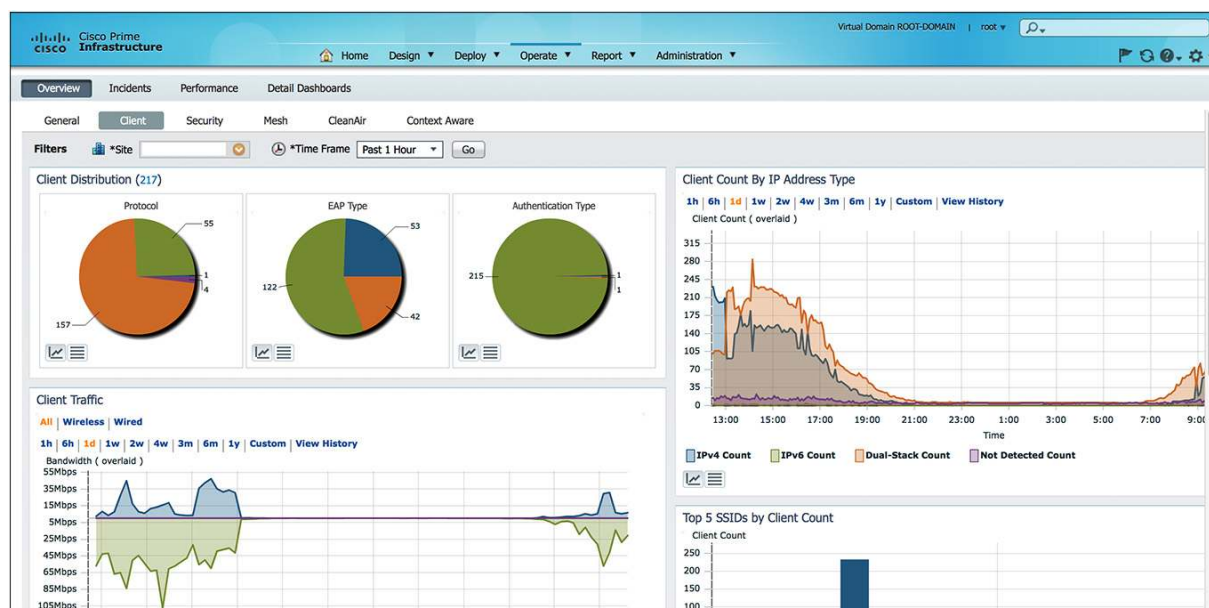 Virtual Domain ROOT-DOMAIN | root
cisco Cisco Prime
Infrastructure
Home Design Deploy Operate Report Administration
Overview Incidents Performance Detail Dashboards
General Client Security Mesh CleanAir Context Aware
Filters *Site *Time Frame Past 1 Hour Go
Client Distribution (217)
Protocol
55
1
4
157
EAP Type
53
122
42
Authentication Type
215
1
1
Client Traffic
All | Wireless | Wired
1h | 6h | 1d | 1w | 2w | 4w | 3m | 6m | 1y | Custom | View History
Bandwidth ( overlaid )
55Mbps
35Mbps
15Mbps
5Mbps
25Mbps
45Mbps
65Mbps
85Mbps
105Mbps
Client Count By IP Address Type
1h | 6h | 1d | 1w | 2w | 4w | 3m | 6m | 1y | Custom | View History
Client Count ( overlaid )
315
280
245
210
175
140
105
70
35
0
13:00 15:00 17:00 19:00 21:00 23:00 1:00 3:00 5:00 7:00 9:00
Time
IPv4 Count IPv6 Count Dual-Stack Count Not Detected Count
Top 5 SSIDs by Client Count
Client Count
250
200
150
100